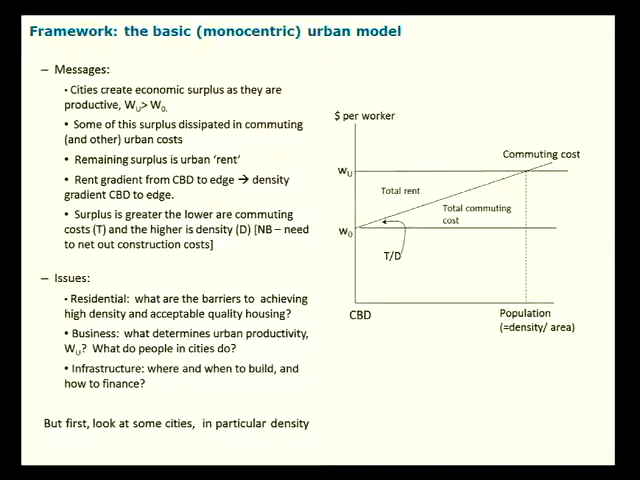 Framework: the basic (monocentric) urban model
– Messages:
• Cities create economic surplus as they are
productive, WU> W0.
• Some of this surplus dissipated in commuting
(and other) urban costs
• Remaining surplus is urban ‘rent’
• Rent gradient from CBD to edge → density
gradient CBD to edge.
• Surplus is greater the lower are commuting
costs (T) and the higher is density (D) [NB – need
to net out construction costs]
– Issues:
• Residential: what are the barriers to achieving
high density and acceptable quality housing?
• Business: what determines urban productivity,
WU? What do people in cities do?
• Infrastructure: where and when to build, and
how to finance?
But first, look at some cities, in particular density
$ per worker
Commuting cost
WU
Total rent
Total commuting
cost
W0
T/D
CBD
Population
(=density/ area)